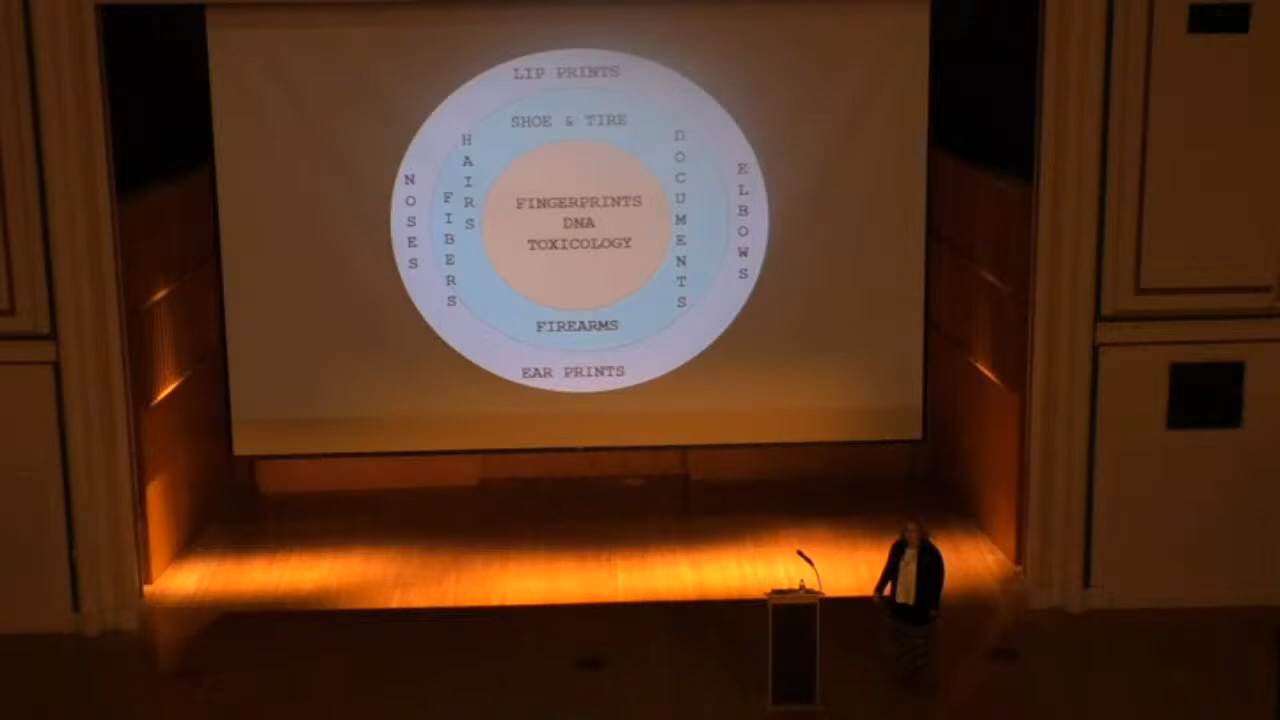 LIP PRINTS
SHOE & TIRE
HAIRS
DOCUMENTS
NOSES
FIBERS
ELBOWS
FINGERPRINTS
DNA
TOXICOLOGY
FIREARMS
EAR PRINTS